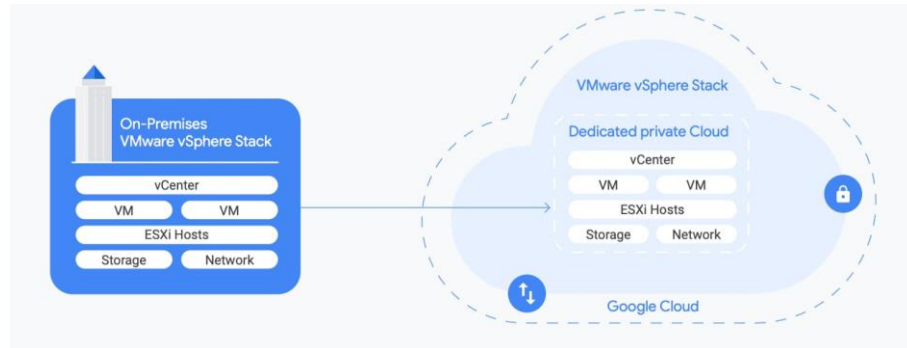 On-Premises
VMware vSphere Stack
vCenter
VM VM
ESXi Hosts
Storage Network
VMware vSphere Stack
Dedicated private Cloud
vCenter
VM VM
ESXi Hosts
Storage Network
Google Cloud